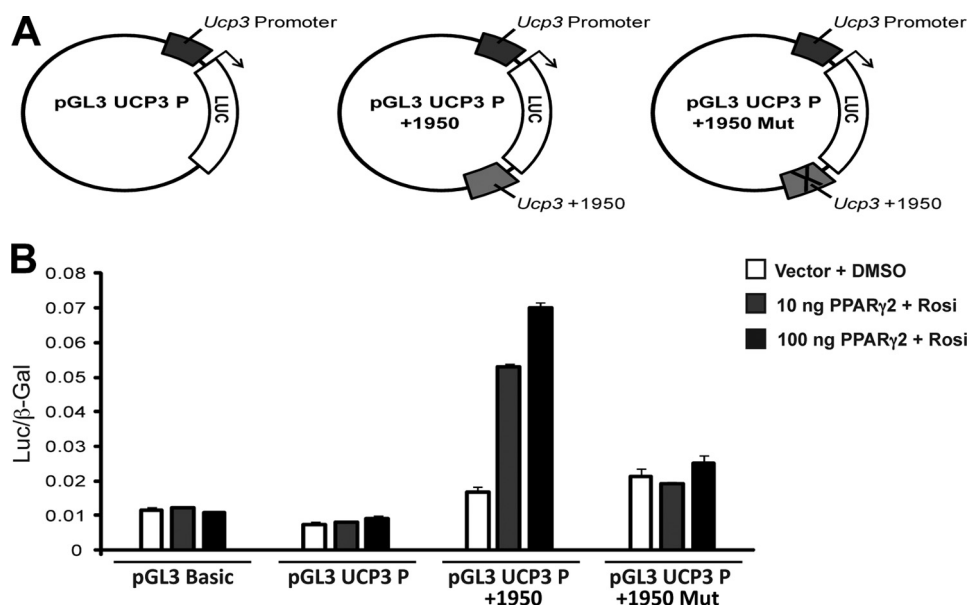 A
Ucp3 Promoter
pGL3 UCP3 P
LUC
Ucp3 Promoter
pGL3 UCP3 P
+1950
LUC
Ucp3 +1950
Ucp3 Promoter
pGL3 UCP3 P
+1950 Mut
LUC
Ucp3 +1950
B
Luc/β-Gal
0.08
0.07
0.06
0.05
0.04
0.03
0.02
0.01
0
Vector + DMSO
10 ng PPARγ2 + Rosi
100 ng PPARγ2 + Rosi
pGL3 Basic
pGL3 UCP3 P
pGL3 UCP3 P
+1950
pGL3 UCP3 P
+1950 Mut